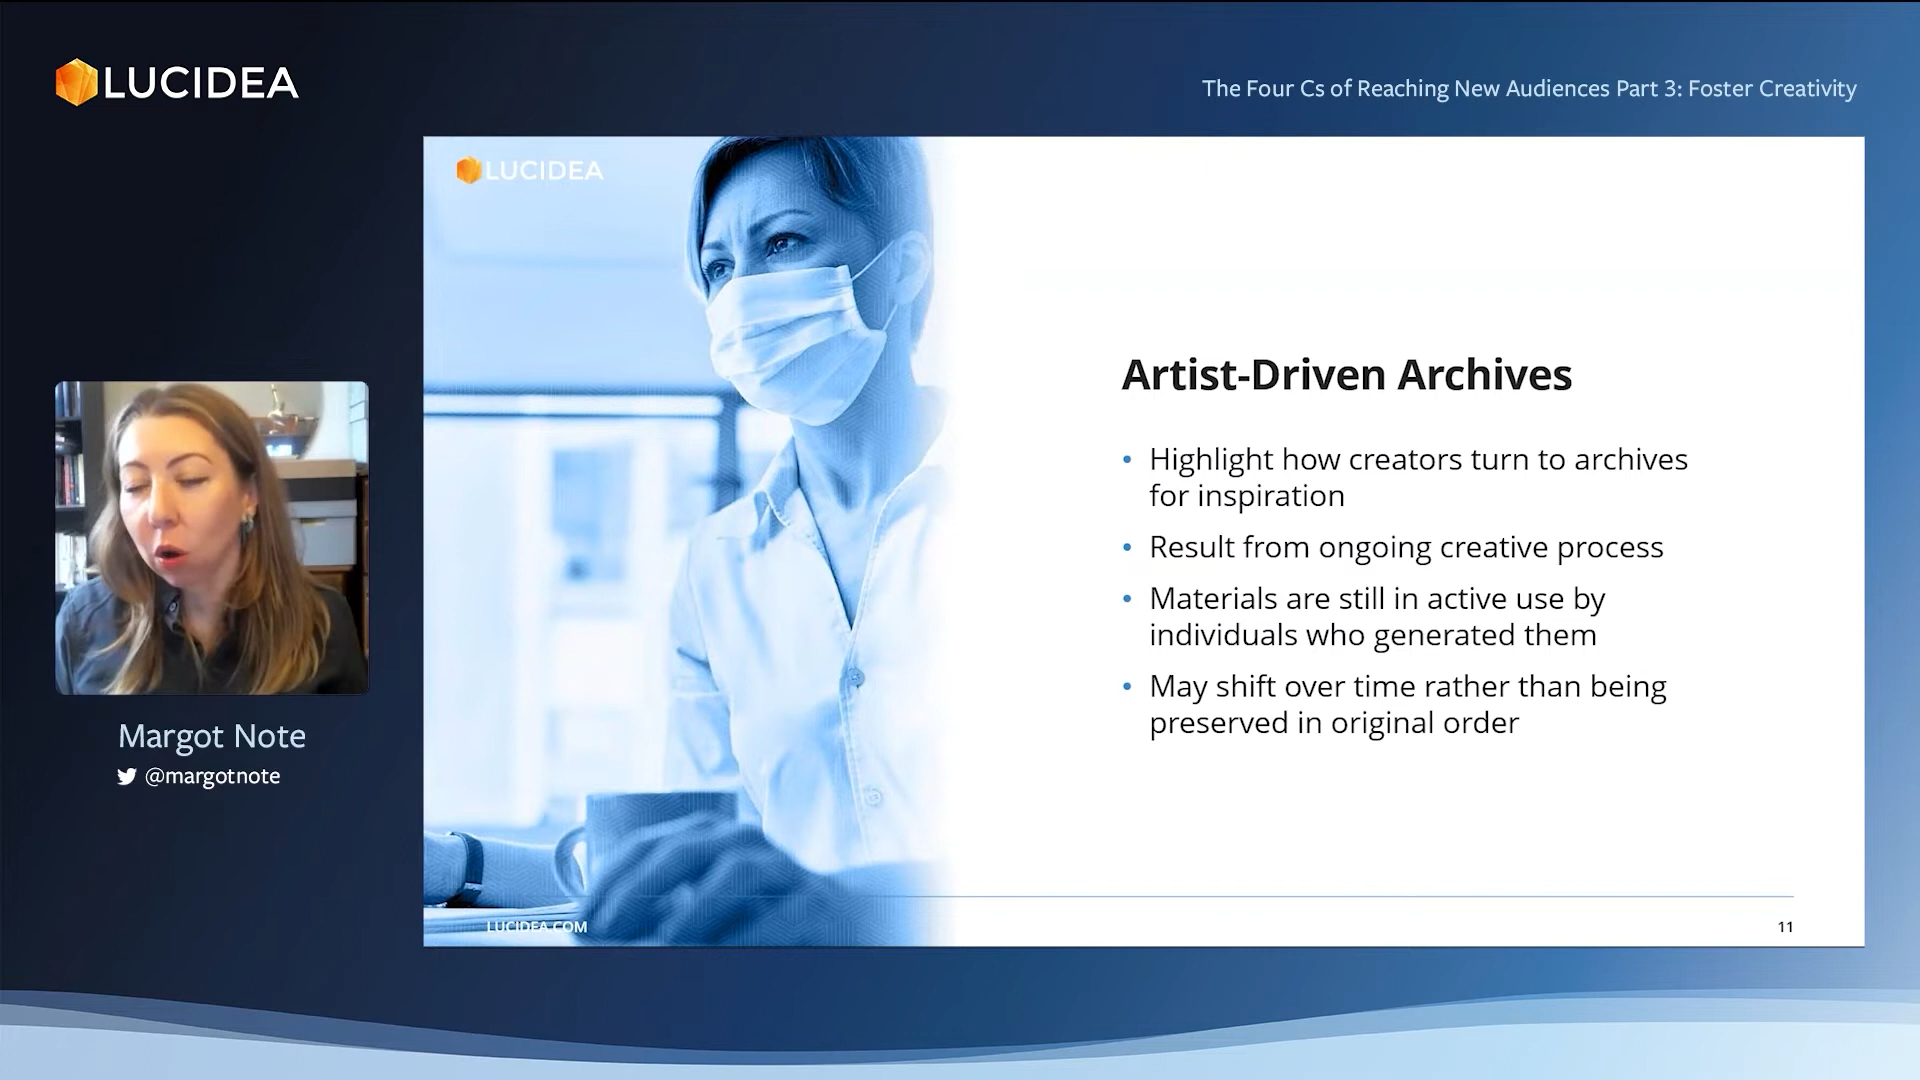 LUCIDEA
The Four Cs of Reaching New Audiences Part 3: Foster Creativity
LUCIDEA
Artist-Driven Archives
• Highlight how creators turn to archives
for inspiration
• Result from ongoing creative process
• Materials are still in active use by
individuals who generated them
• May shift over time rather than being
preserved in original order
Margot Note
@margotnote
LUCIDEA.COM
11